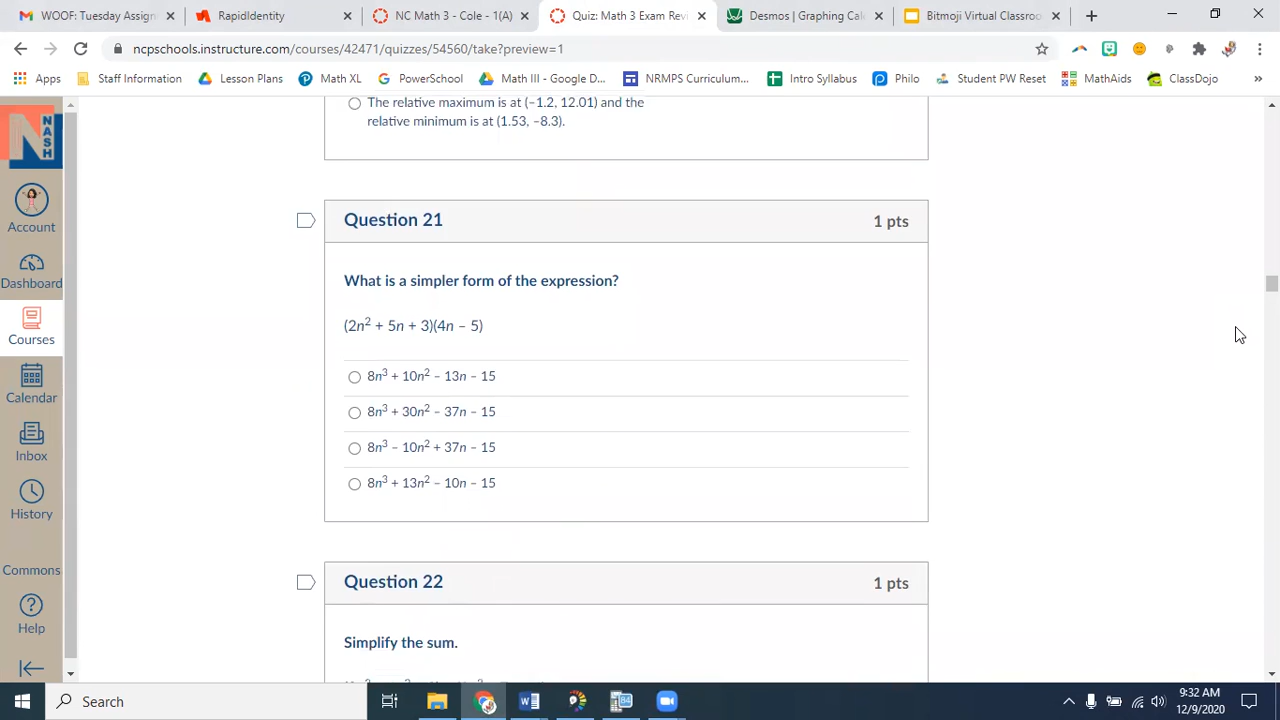 WOOF: Tuesday Assign
RapidIdentity
NC Math 3 - Cole - 1(A)
Quiz: Math 3 Exam Revi
Desmos | Graphing Cal
Bitmoji Virtual Classroo
ncpschools.instructure.com/courses/42471/quizzes/54560/take?preview=1
Apps
Staff Information
Lesson Plans
Math XL
PowerSchool
Math III - Google D...
NRMPS Curriculum...
Intro Syllabus
Philo
Student PW Reset
MathAids
ClassDojo
NASH
Account
Dashboard
Courses
Calendar
Inbox
History
Commons
Help
The relative maximum is at (–1.2, 12.01) and the
relative minimum is at (1.53, –8.3).
Question 21 1 pts
What is a simpler form of the expression?
(2n² + 5n + 3)(4n – 5)
8n³ + 10n² – 13n – 15
8n³ + 30n² – 37n – 15
8n³ – 10n² + 37n – 15
8n³ + 13n² – 10n – 15
Question 22 1 pts
Simplify the sum.
Search
84
9:32 AM
12/9/2020